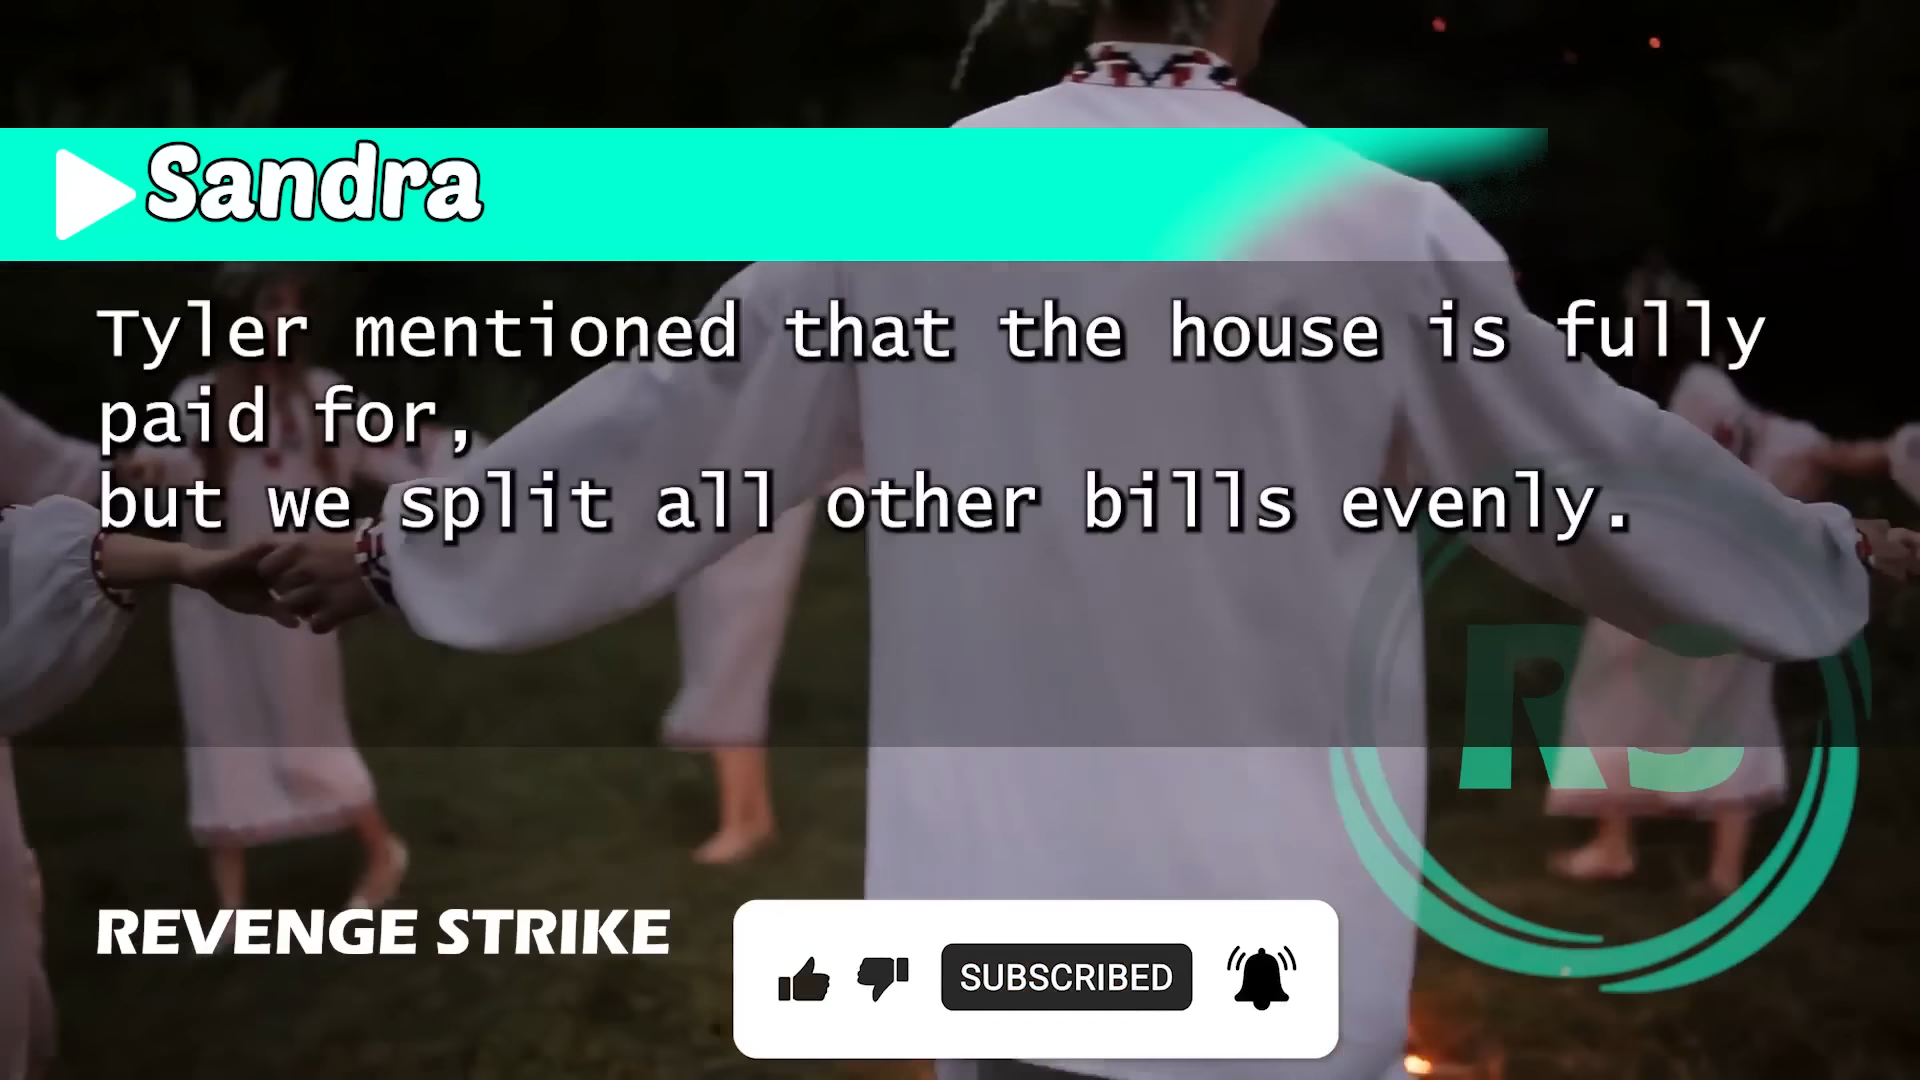 Sandra
Tyler mentioned that the house is fully
paid for,
but we split all other bills evenly.
RS
REVENGE STRIKE
SUBSCRIBED